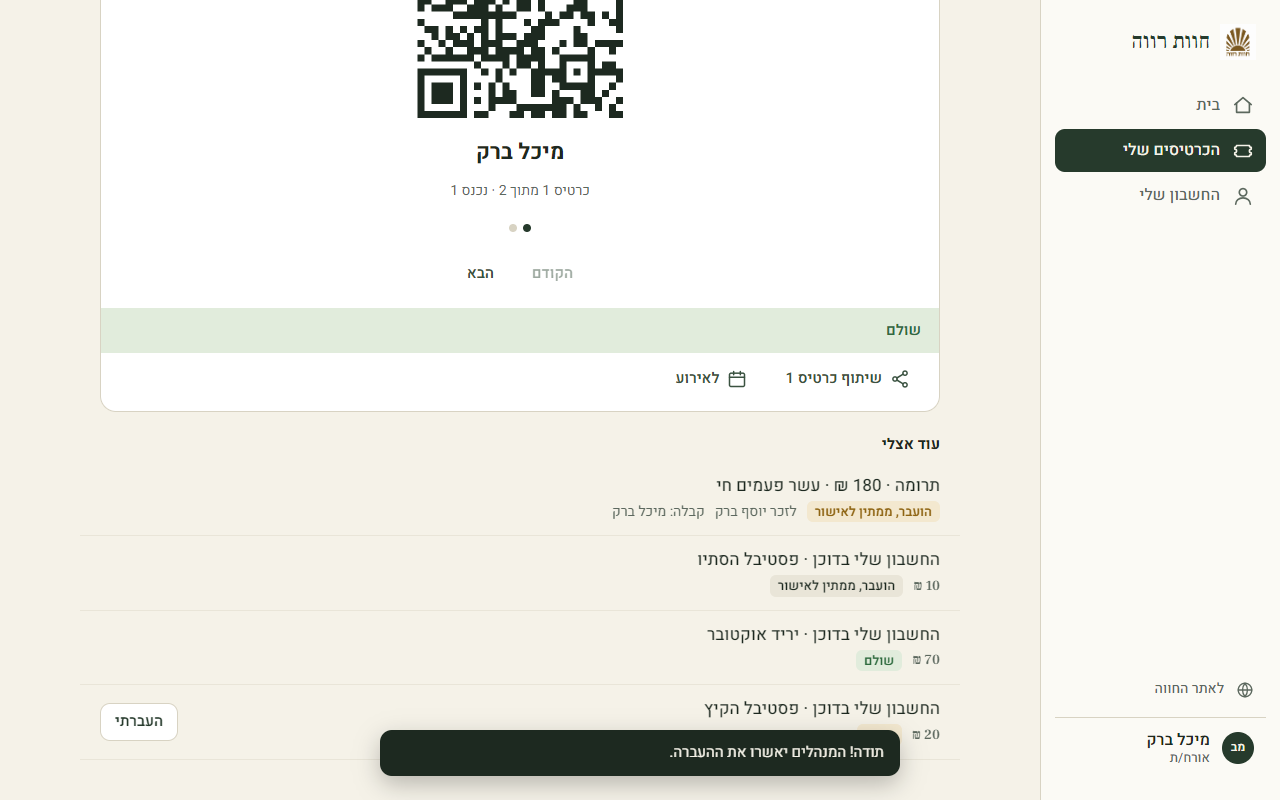 חוות רווה
בית
הכרטיסים שלי
החשבון שלי
לאתר החווה
מב
מיכל ברק
אורח/ת
מיכל ברק
כרטיס 1 מתוך 2 · נכנס 1
הקודם
הבא
שולם
שיתוף כרטיס 1
לאירוע
עוד אצלי
תרומה · 180 ₪ · עשר פעמים חי
הועבר, ממתין לאישור
לזכר יוסף ברק
קבלה: מיכל ברק
החשבון שלי בדוכן · פסטיבל הסתיו
10 ₪
הועבר, ממתין לאישור
החשבון שלי בדוכן · יריד אוקטובר
70 ₪
שולם
החשבון שלי בדוכן · פסטיבל הקיץ
20 ₪
העברתי
תודה! המנהלים יאשרו את ההעברה.